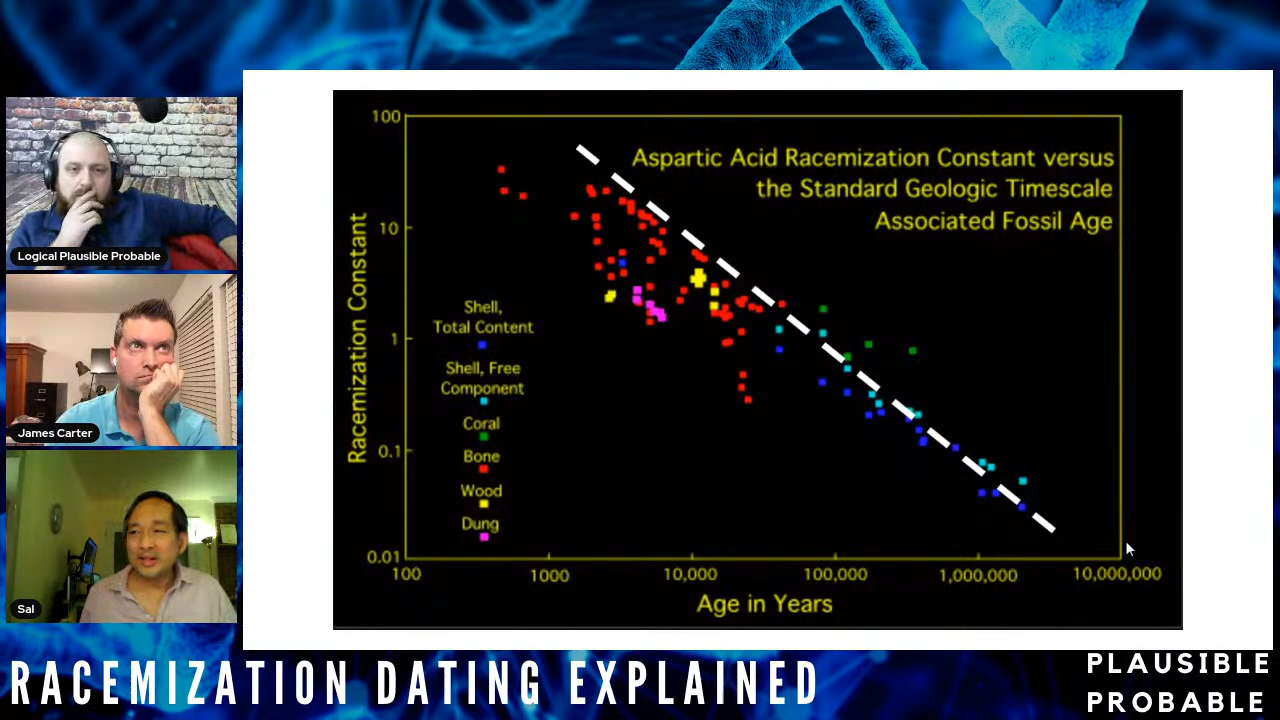 Logical Plausible Probable
James Carter
Sal
Aspartic Acid Racemization Constant versus
the Standard Geologic Timescale
Associated Fossil Age
Racemization Constant
100
10
1
0.1
0.01
Shell,
Total Content
Shell, Free
Component
Coral
Bone
Wood
Dung
100
1000
10,000
100,000
1,000,000
10,000,000
Age in Years
RACEMIZATION DATING EXPLAINED
PLAUSIBLE
PROBABLE